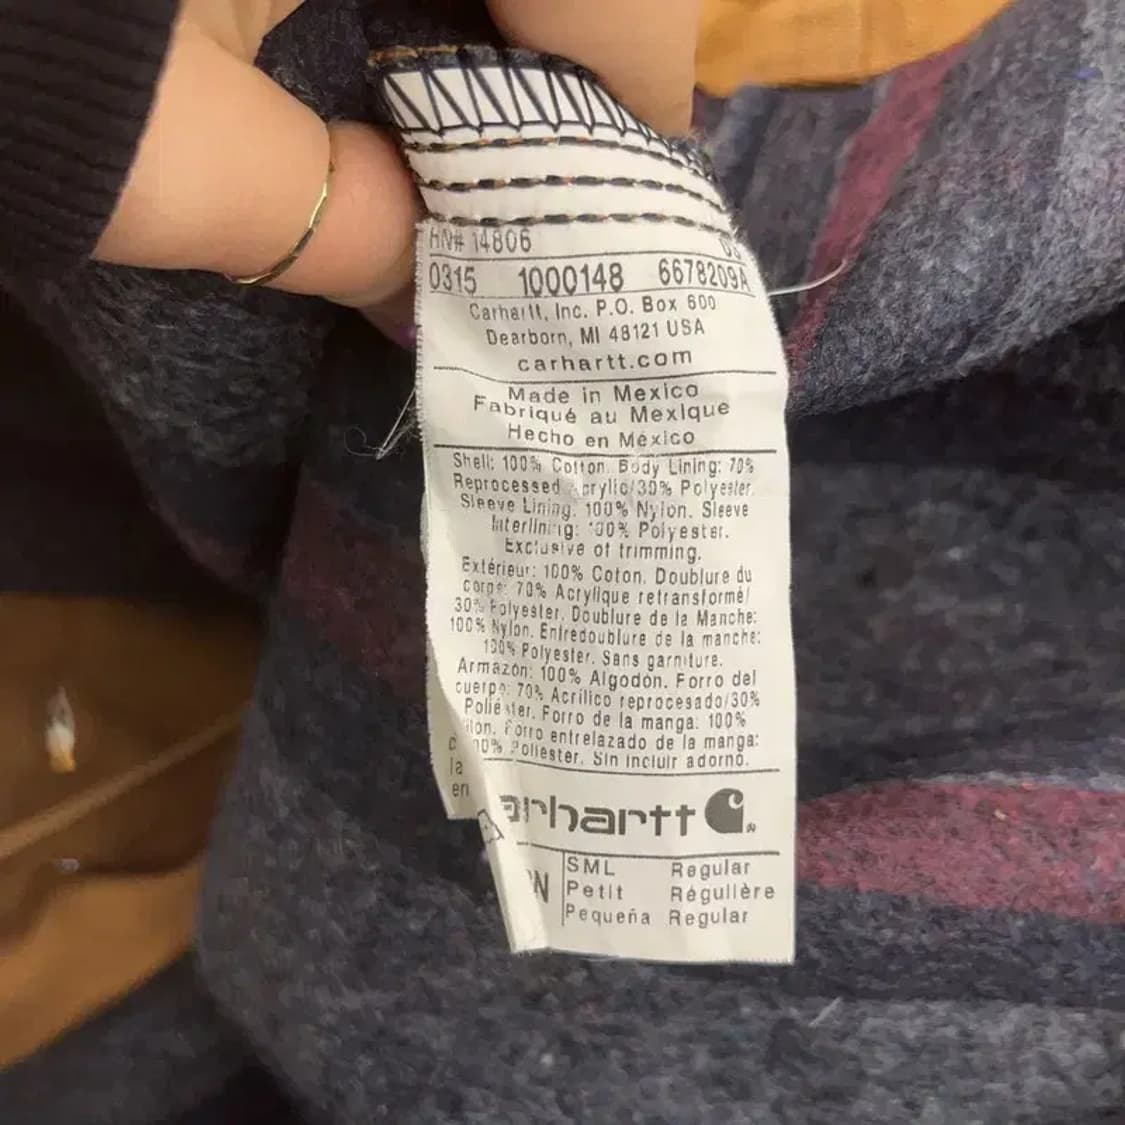 RN# 14806
0315 1000148 6678209A
Carhartt, Inc. P.O. Box 600
Dearborn, MI 48121 USA
carhartt.com
Made in Mexico
Fabriqué au Mexique
Hecho en México
Shell: 100% Cotton. Body Lining: 70%
Reprocessed Acrylic/30% Polyester.
Sleeve Lining: 100% Nylon. Sleeve
Interlining: 100% Polyester.
Exclusive of trimming.
Extérieur: 100% Coton. Doublure du
corps: 70% Acrylique retransformé/
30% Polyester. Doublure de la Manche:
100% Nylon. Entredoublure de la manche:
100% Polyester. Sans garniture.
Armazón: 100% Algodón. Forro del
cuerpo: 70% Acrílico reprocesado/30%
Poliéster. Forro de la manga: 100%
Forro entrelazado de la manga:
100% Poliester. Sin incluir adorno.
la
en
arhartt
SML Regular
Petit Régulière
Pequeña Regular